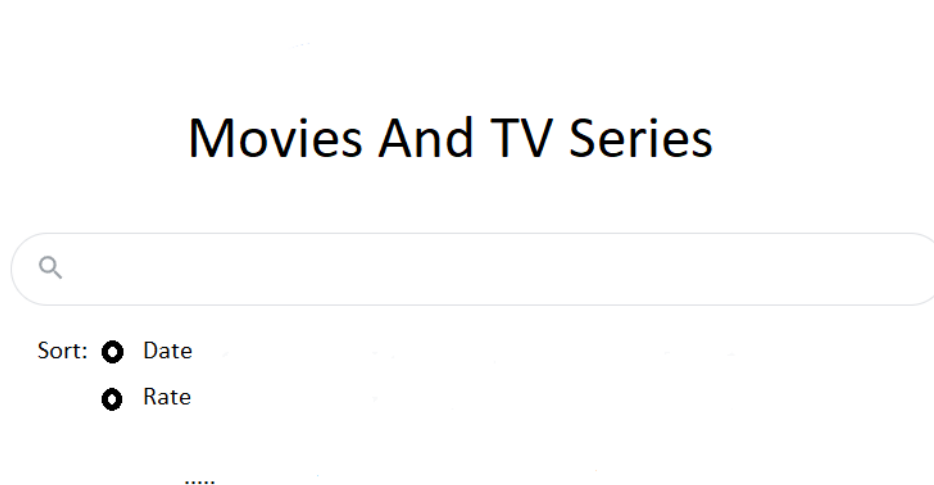 Movies And TV Series
Sort: Date
Rate
.....